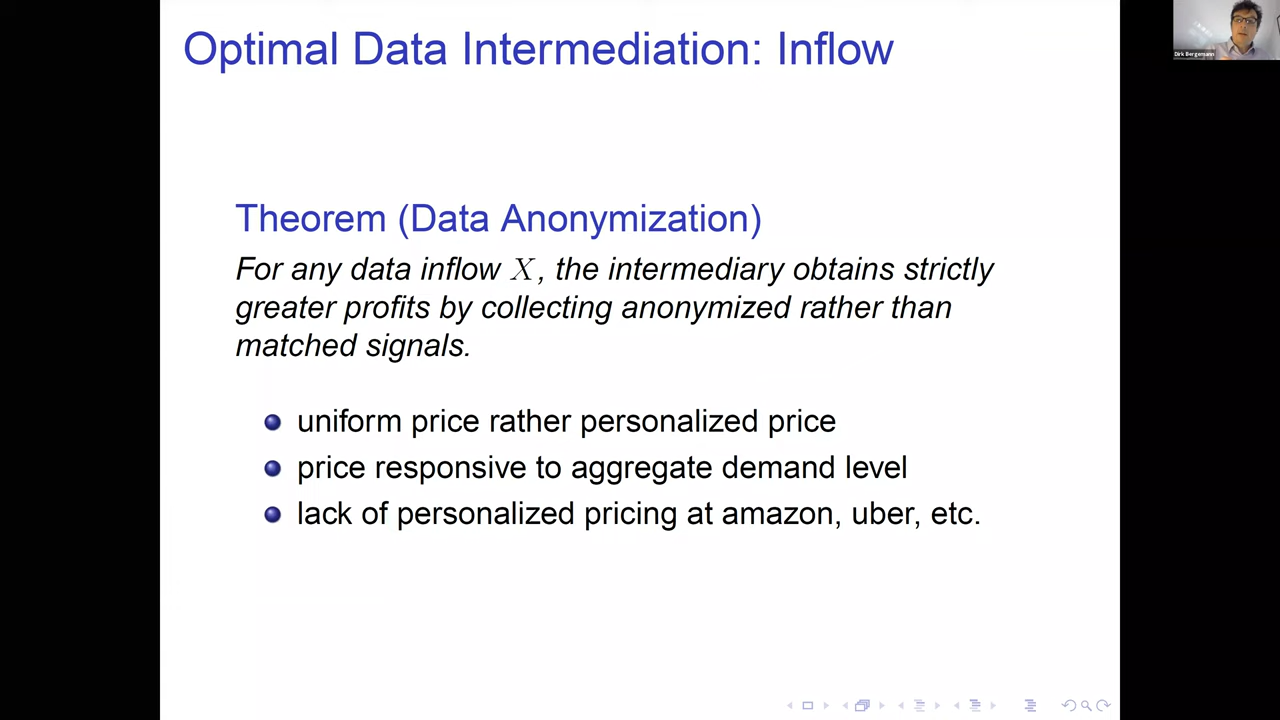 Optimal Data Intermediation: Inflow
Dirk Bergemann
Theorem (Data Anonymization)
For any data inflow X, the intermediary obtains strictly
greater profits by collecting anonymized rather than
matched signals.
uniform price rather personalized price
price responsive to aggregate demand level
lack of personalized pricing at amazon, uber, etc.